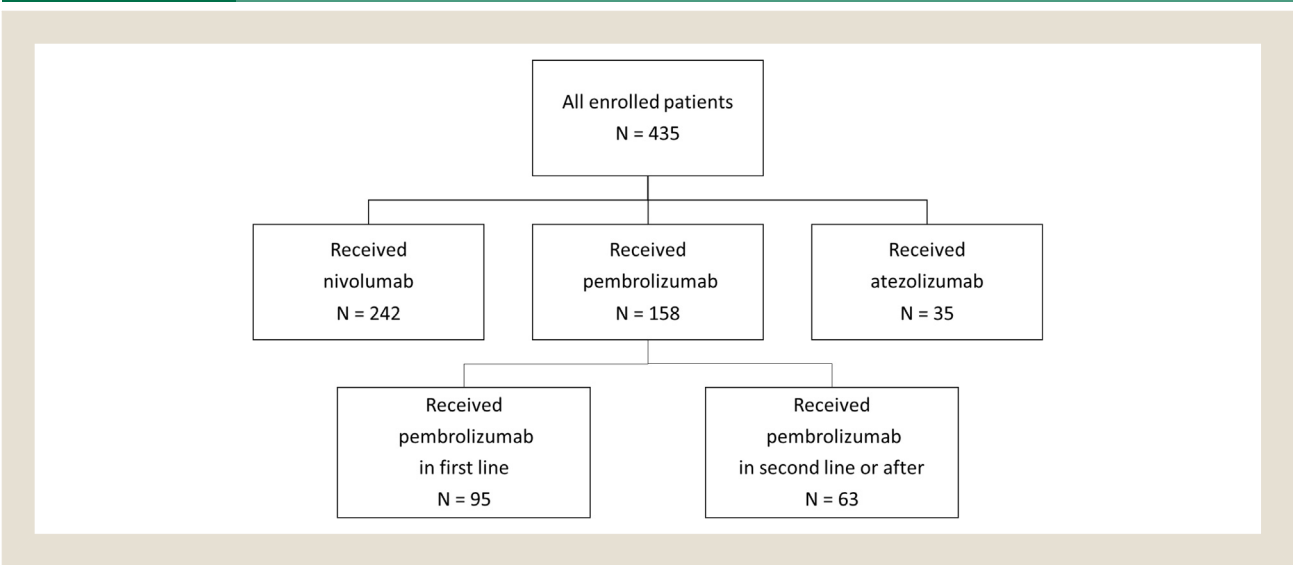 All enrolled patients
N = 435
Received
nivolumab
N = 242
Received
pembrolizumab
N = 158
Received
atezolizumab
N = 35
Received
pembrolizumab
in first line
N = 95
Received
pembrolizumab
in second line or after
N = 63